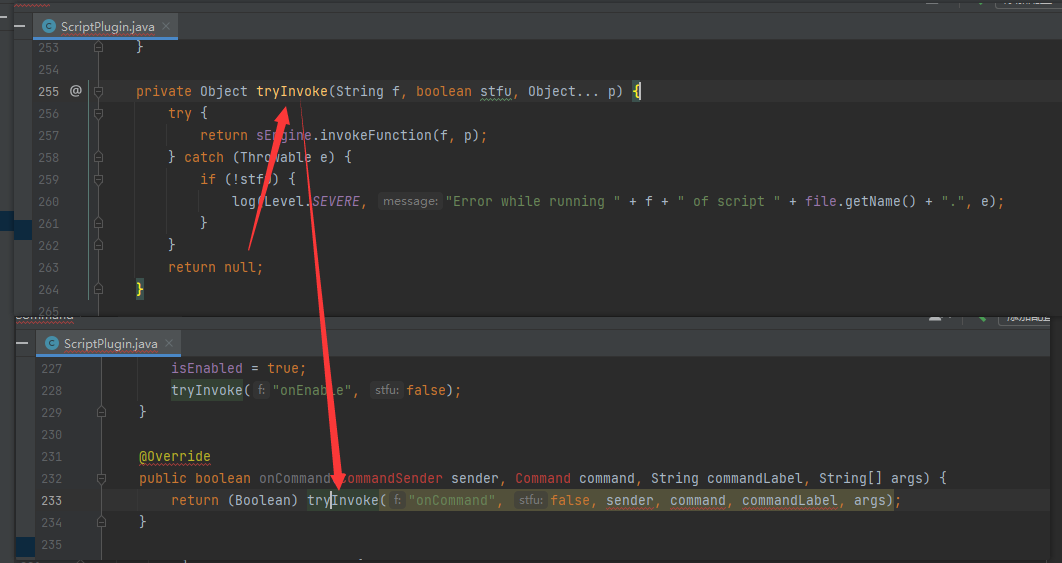 ScriptPlugin.java
253 }
254
255 @ private Object tryInvoke(String f, boolean stfu, Object... p) {
256 try {
257 return sEngine.invokeFunction(f, p);
258 } catch (Throwable e) {
259 if (!stfu) {
260 log(Level.SEVERE, message: "Error while running " + f + " of script " + file.getName() + ".", e);
261 }
262 }
263 return null;
264 }
265
ScriptPlugin.java
227 isEnabled = true;
228 tryInvoke( f: "onEnable", stfu: false);
229 }
230
231 @Override
232 public boolean onCommand(CommandSender sender, Command command, String commandLabel, String[] args) {
233 return (Boolean) tryInvoke( f: "onCommand", stfu: false, sender, command, commandLabel, args);
234 }
235